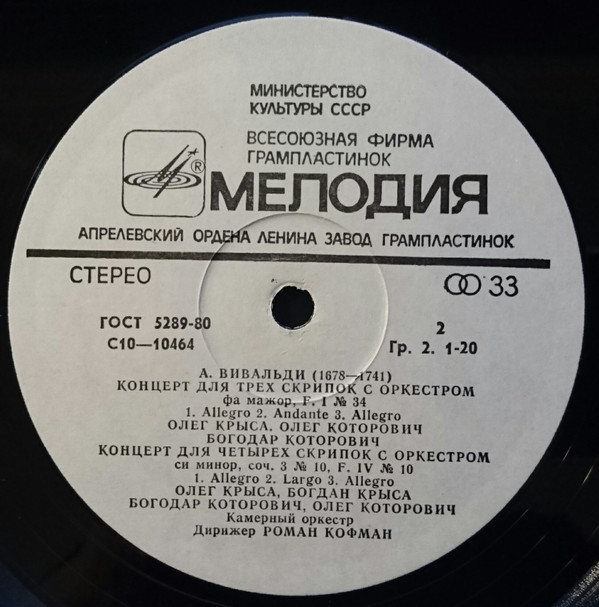 МИНИСТЕРСТВО
КУЛЬТУРЫ СССР
ВСЕСОЮЗНАЯ ФИРМА
ГРАМПЛАСТИНОК
®
МЕЛОДИЯ
АПРЕЛЕВСКИЙ ОРДЕНА ЛЕНИНА ЗАВОД ГРАМПЛАСТИНОК
СТЕРЕО 33
ГОСТ 5289-80 2
С10—10464 Гр. 2. 1-20
А. ВИВАЛЬДИ (1678—1741)
КОНЦЕРТ ДЛЯ ТРЕХ СКРИПОК С ОРКЕСТРОМ
фа мажор, F. I № 34
1. Allegro 2. Andante 3. Allegro
ОЛЕГ КРЫСА, ОЛЕГ КОТОРОВИЧ
БОГОДАР КОТОРОВИЧ
КОНЦЕРТ ДЛЯ ЧЕТЫРЕХ СКРИПОК С ОРКЕСТРОМ
си минор, соч. 3 № 10, F. IV № 10
1. Allegro 2. Largo 3. Allegro
ОЛЕГ КРЫСА, БОГДАН КРЫСА
БОГОДАР КОТОРОВИЧ, ОЛЕГ КОТОРОВИЧ
Камерный оркестр
Дирижер РОМАН КОФМАН